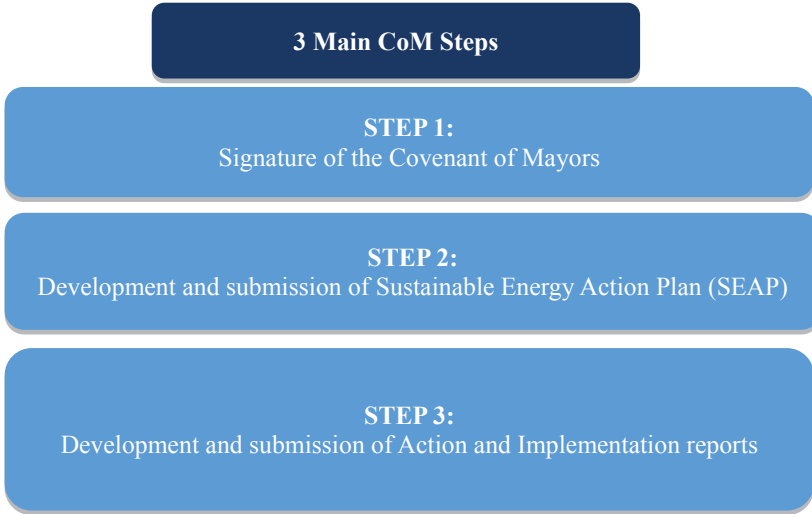 3 Main CoM Steps
STEP 1:
Signature of the Covenant of Mayors
STEP 2:
Development and submission of Sustainable Energy Action Plan (SEAP)
STEP 3:
Development and submission of Action and Implementation reports